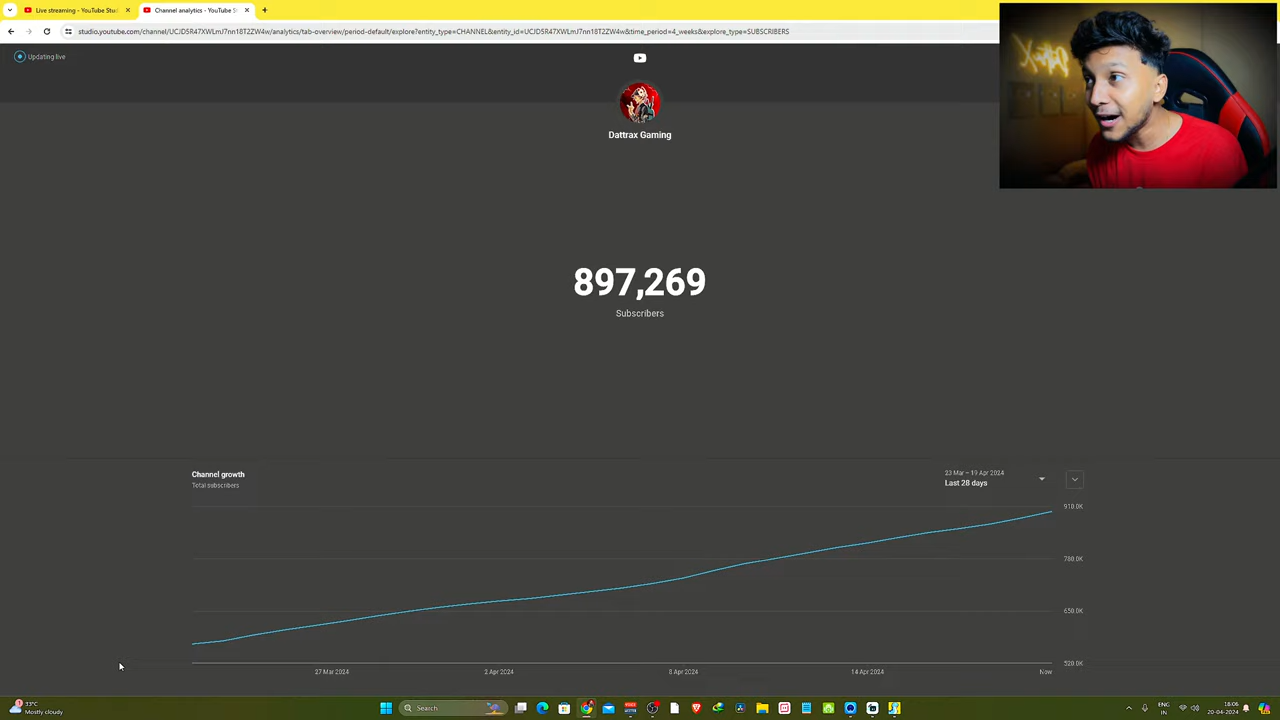 Live streaming - YouTube Stu
Channel analytics - YouTube S
studio.youtube.com/channel/UCJD5R47XWLmJ7nn18T2ZW4w/analytics/tab-overview/period-default/explore?entity_type=CHANNEL&entity_id=UCJD5R47XWLmJ7nn18T2ZW4w&time_period=4_weeks&explore_type=SUBSCRIBERS
Updating live
Dattrax Gaming
897,269
Subscribers
Channel growth
Total subscribers
23 Mar – 19 Apr 2024
Last 28 days
910.0K
780.0K
650.0K
520.0K
27 Mar 2024
2 Apr 2024
8 Apr 2024
14 Apr 2024
Now
33°C
Mostly cloudy
Search
ENG
IN
18:06
20-04-2024